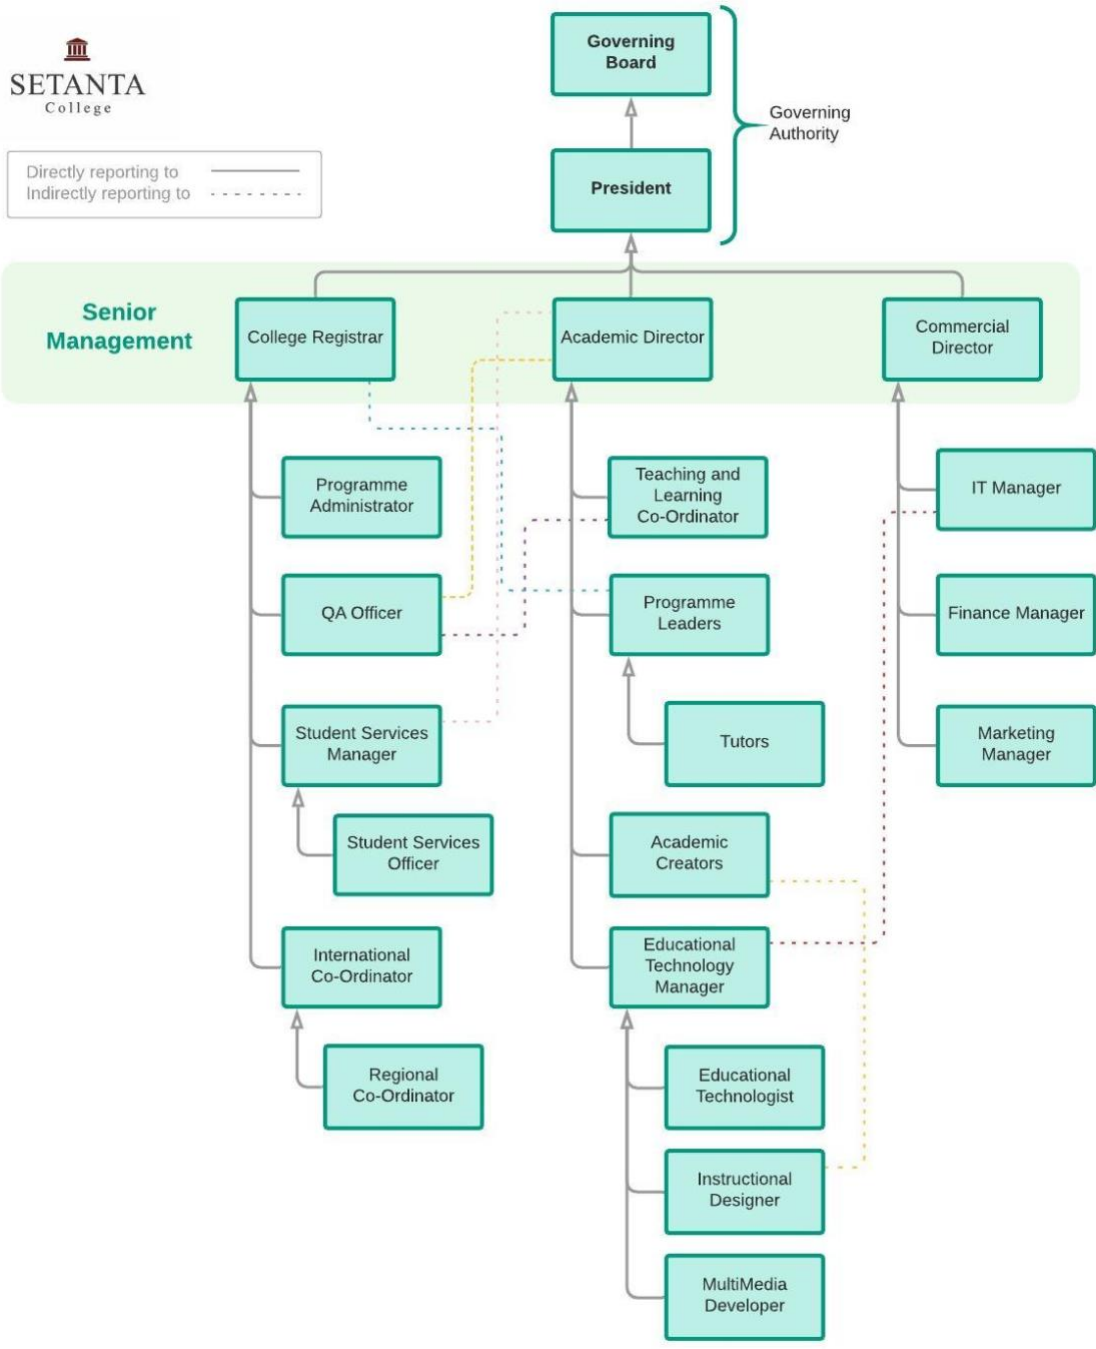 SETANTA
College
Directly reporting to
Indirectly reporting to
Governing
Board
President
Governing
Authority
Senior
Management
College Registrar
Academic Director
Commercial
Director
Programme
Administrator
QA Officer
Student Services
Manager
Student Services
Officer
International
Co-Ordinator
Regional
Co-Ordinator
Teaching and
Learning
Co-Ordinator
Programme
Leaders
Tutors
Academic
Creators
Educational
Technology
Manager
Educational
Technologist
Instructional
Designer
MultiMedia
Developer
IT Manager
Finance Manager
Marketing
Manager